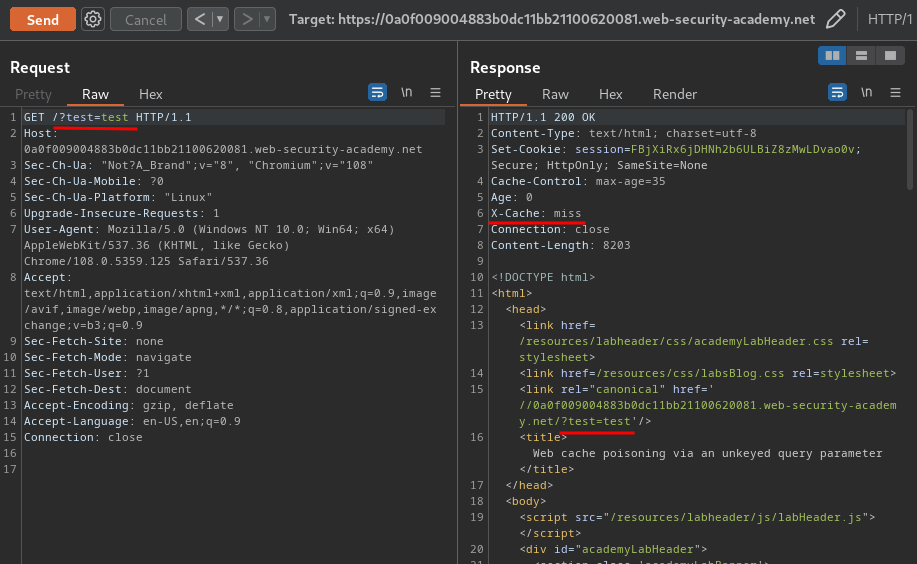 Send Cancel < > Target: https://0a0f009004883b0dc11bb21100620081.web-security-academy.net HTTP/1
Request
Pretty Raw Hex \n
1 GET /?test=test HTTP/1.1
2 Host:
0a0f009004883b0dc11bb21100620081.web-security-academy.net
3 Sec-Ch-Ua: "Not?A_Brand";v="8", "Chromium";v="108"
4 Sec-Ch-Ua-Mobile: ?0
5 Sec-Ch-Ua-Platform: "Linux"
6 Upgrade-Insecure-Requests: 1
7 User-Agent: Mozilla/5.0 (Windows NT 10.0; Win64; x64)
AppleWebKit/537.36 (KHTML, like Gecko)
Chrome/108.0.5359.125 Safari/537.36
8 Accept:
text/html,application/xhtml+xml,application/xml;q=0.9,image
/avif,image/webp,image/apng,*/*;q=0.8,application/signed-ex
change;v=b3;q=0.9
9 Sec-Fetch-Site: none
10 Sec-Fetch-Mode: navigate
11 Sec-Fetch-User: ?1
12 Sec-Fetch-Dest: document
13 Accept-Encoding: gzip, deflate
14 Accept-Language: en-US,en;q=0.9
15 Connection: close
16
17
Response
Pretty Raw Hex Render \n
1 HTTP/1.1 200 OK
2 Content-Type: text/html; charset=utf-8
3 Set-Cookie: session=FBjXiRx6jDHNh2b6ULBiZ8zMwLDvao0v;
Secure; HttpOnly; SameSite=None
4 Cache-Control: max-age=35
5 Age: 0
6 X-Cache: miss
7 Connection: close
8 Content-Length: 8203
9
10 <!DOCTYPE html>
11 <html>
12 <head>
13 <link href=
/resources/labheader/css/academyLabHeader.css rel=
stylesheet>
14 <link href=/resources/css/labsBlog.css rel=stylesheet>
15 <link rel="canonical" href='
//0a0f009004883b0dc11bb21100620081.web-security-academ
y.net/?test=test'/>
16 <title>
Web cache poisoning via an unkeyed query parameter
</title>
17 </head>
18 <body>
19 <script src="/resources/labheader/js/labHeader.js">
</script>
20 <div id="academyLabHeader">
21 <section class='academyLabBanner'>